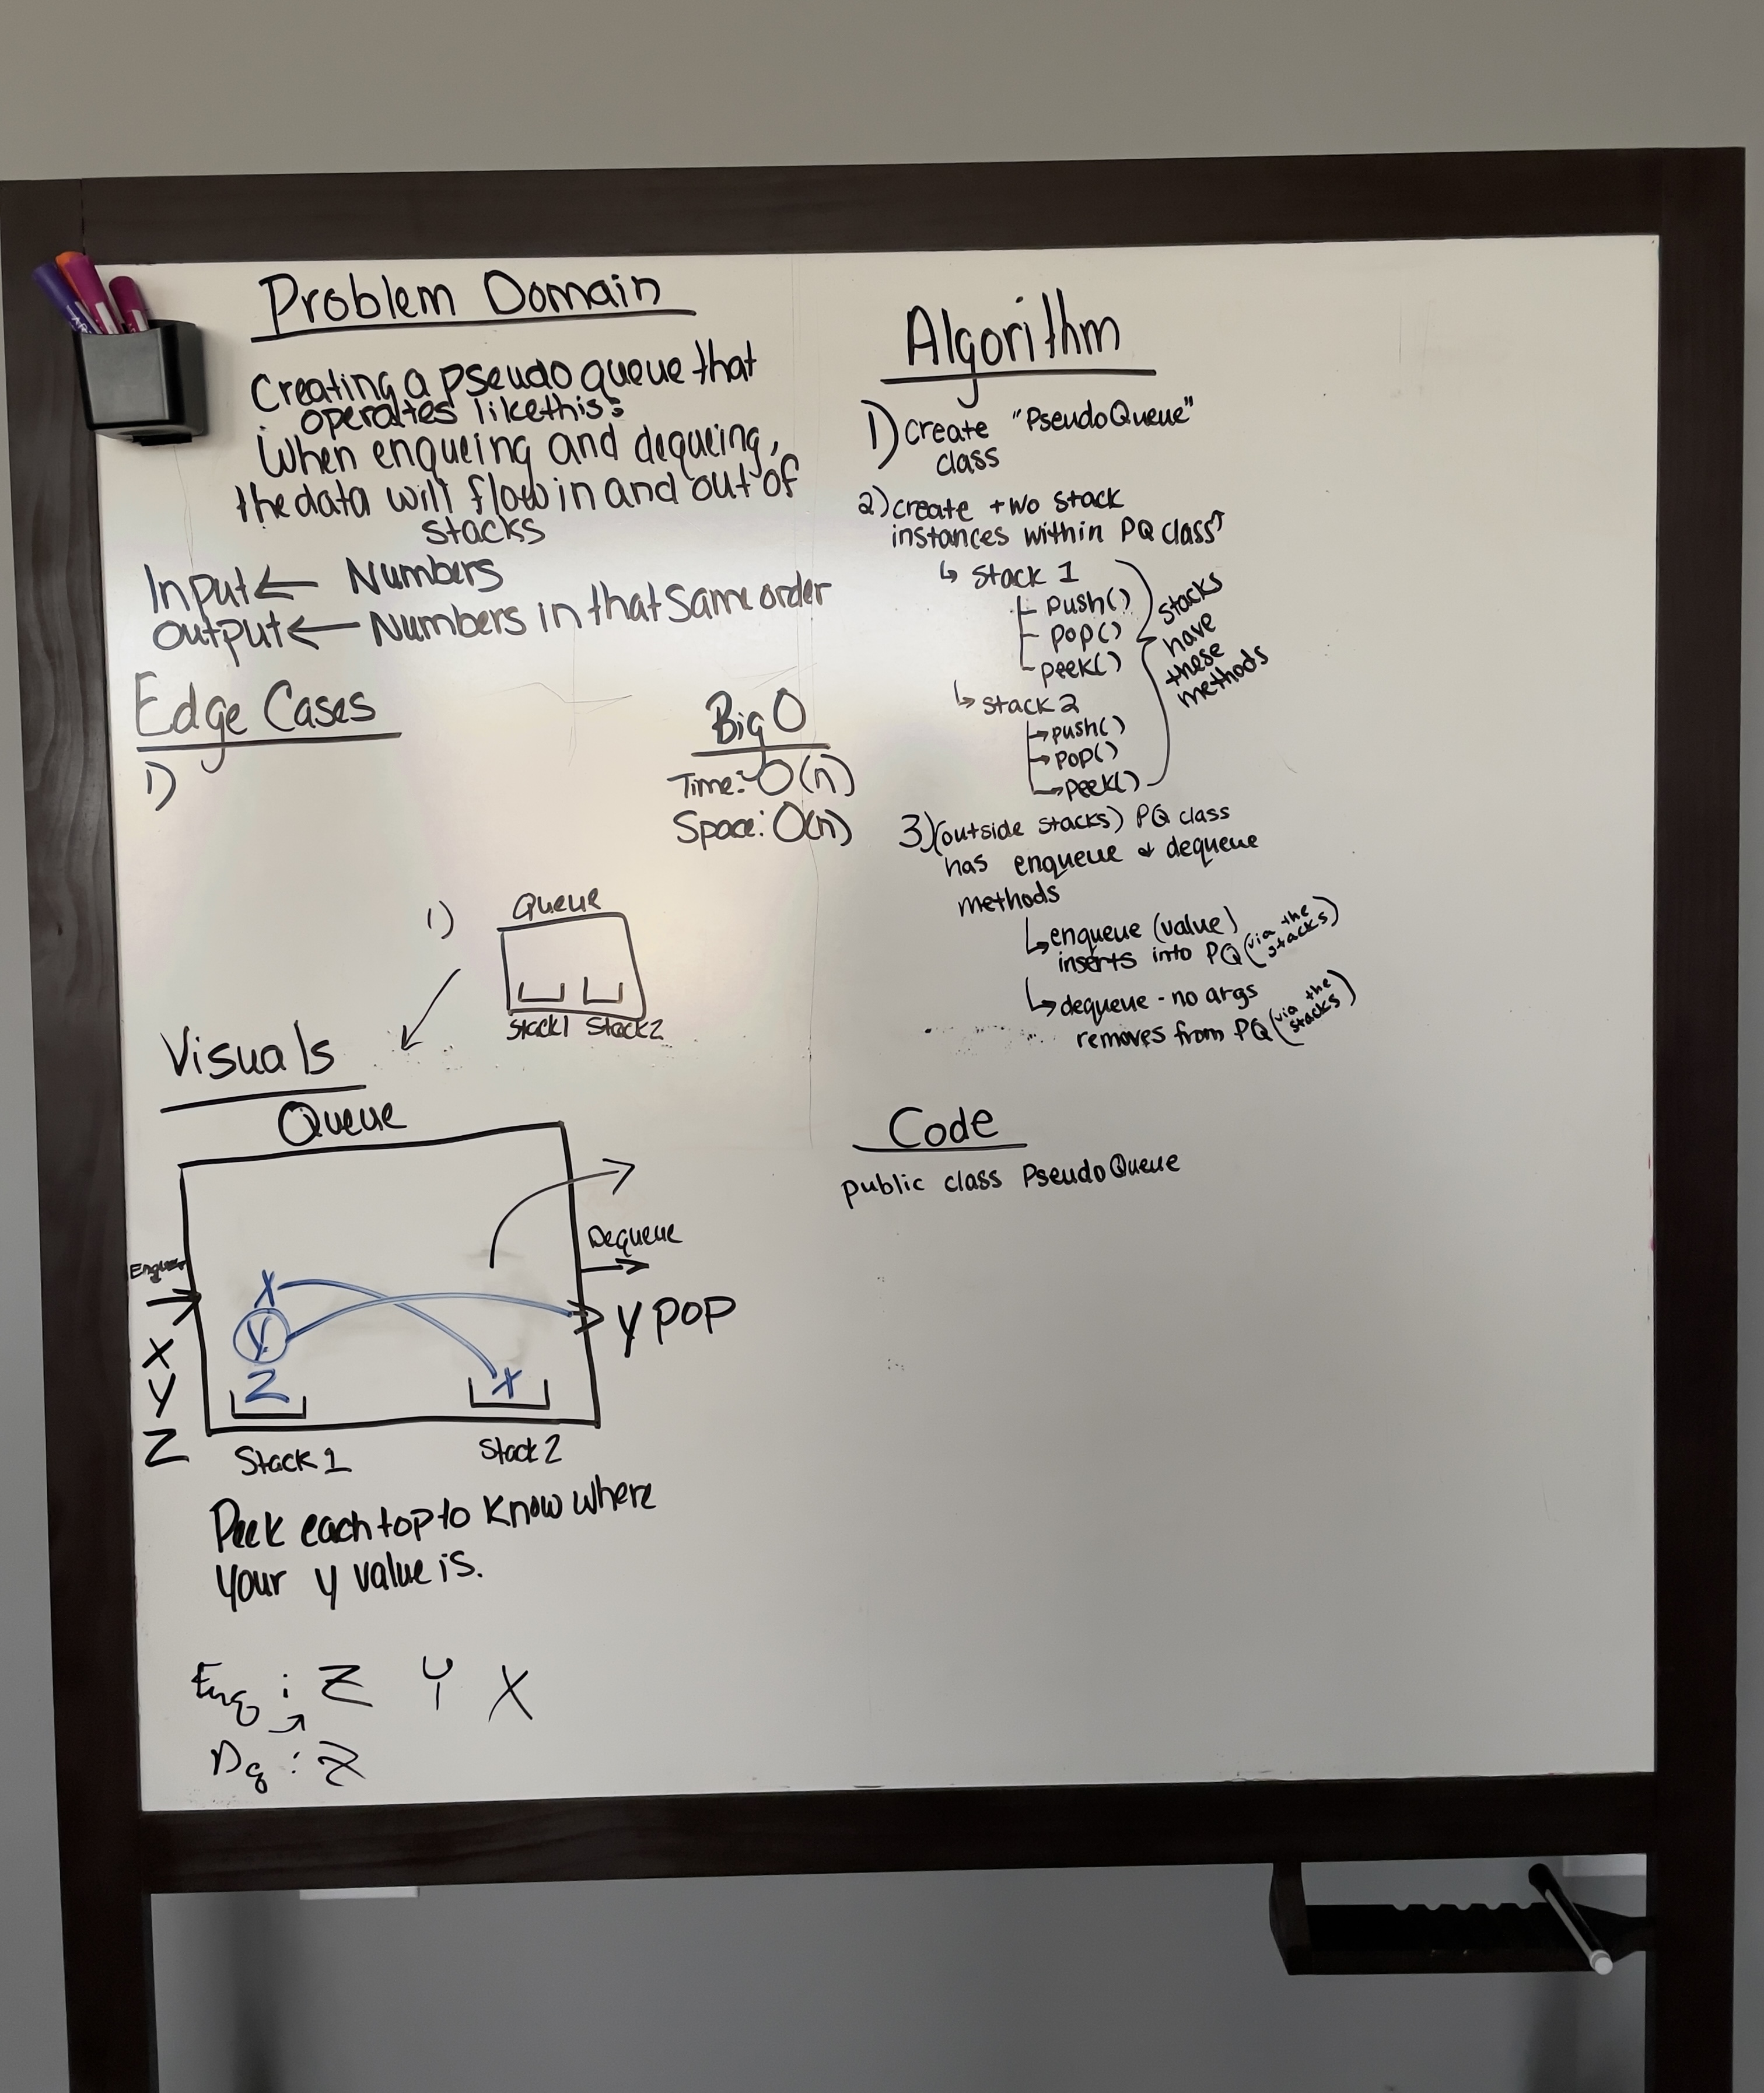 Problem Domain
Creating a pseudo queue that
operates like this:
When enqueing and dequeing,
the data will flow in and out of
stacks
Input ← Numbers
output ← Numbers in that same order
Edge Cases
1)
Big O
Time: O(n)
Space: O(n)
1)
Queue
Stack1 Stack2
Visuals
Queue
Dequeue
X
Y
Z
X
Y
Z
X
y pop
Stack 1
Stack 2
Peek each top to know where
your y value is.
Enq : Z Y X
Dq : Z
Algorithm
1) create "PseudoQueue"
class
2) create two stack
instances within PQ class↑
↳ stack 1
push()
pop()
peek()
↳ stack 2
push()
pop()
peek()
stacks
have
these
methods
3) (outside stacks) PQ class
has enqueue & dequeue
methods
↳ enqueue (value)
inserts into PQ (via the
stacks)
↳ dequeue - no args
removes from PQ (via the
stacks)
Code
public class PseudoQueue